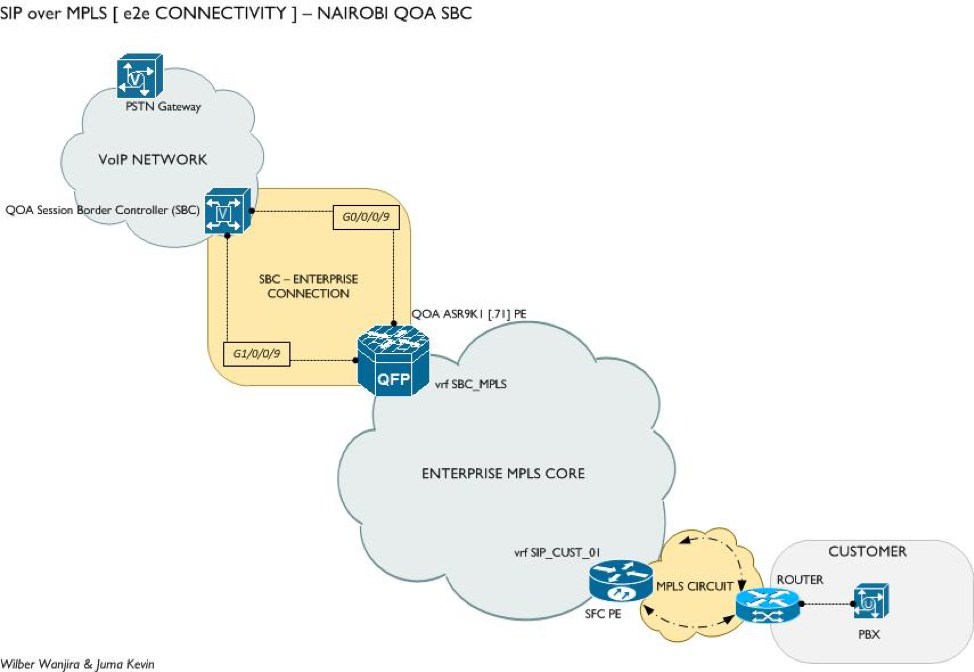 SIP over MPLS [ e2e CONNECTIVITY ] – NAIROBI QOA SBC
PSTN Gateway
VoIP NETWORK
QOA Session Border Controller (SBC)
V
G0/0/0/9
SBC – ENTERPRISE
CONNECTION
QOA ASR9K1 [.71] PE
G1/0/0/9
QFP
vrf SBC_MPLS
ENTERPRISE MPLS CORE
vrf SIP_CUST_01
CUSTOMER
MPLS CIRCUIT
ROUTER
SFC PE
PBX
Wilber Wanjira & Juma Kevin